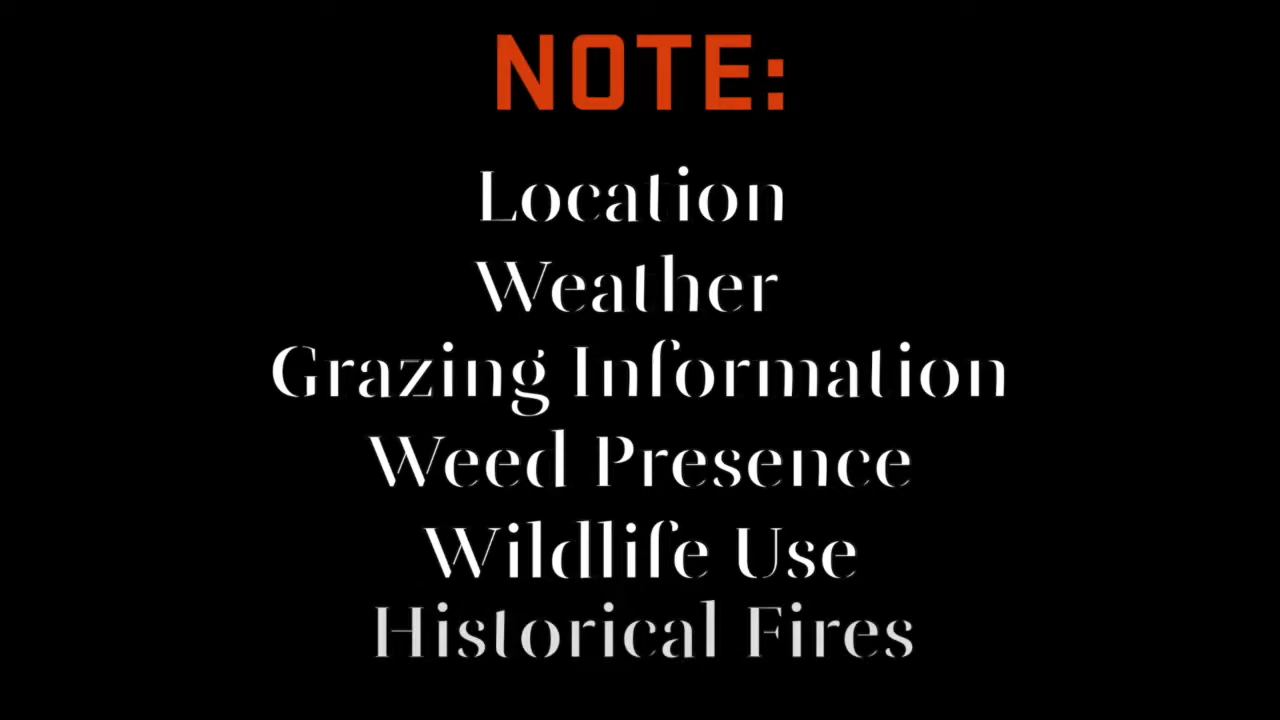 NOTE:
Location
Weather
Grazing Information
Weed Presence
Wildlife Use
Historical Fires